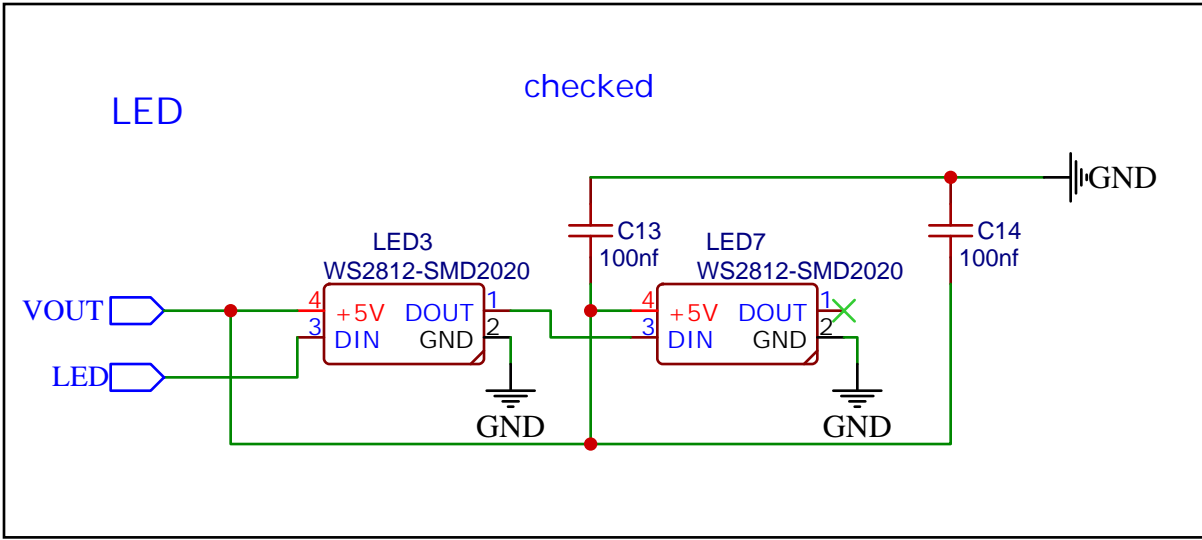 checked
LED
GND
C13
100nf
C14
100nf
LED3
WS2812-SMD2020
LED7
WS2812-SMD2020
VOUT
4 +5V DOUT 1
3 DIN GND 2
4 +5V DOUT 1
3 DIN GND 2
LED
GND
GND